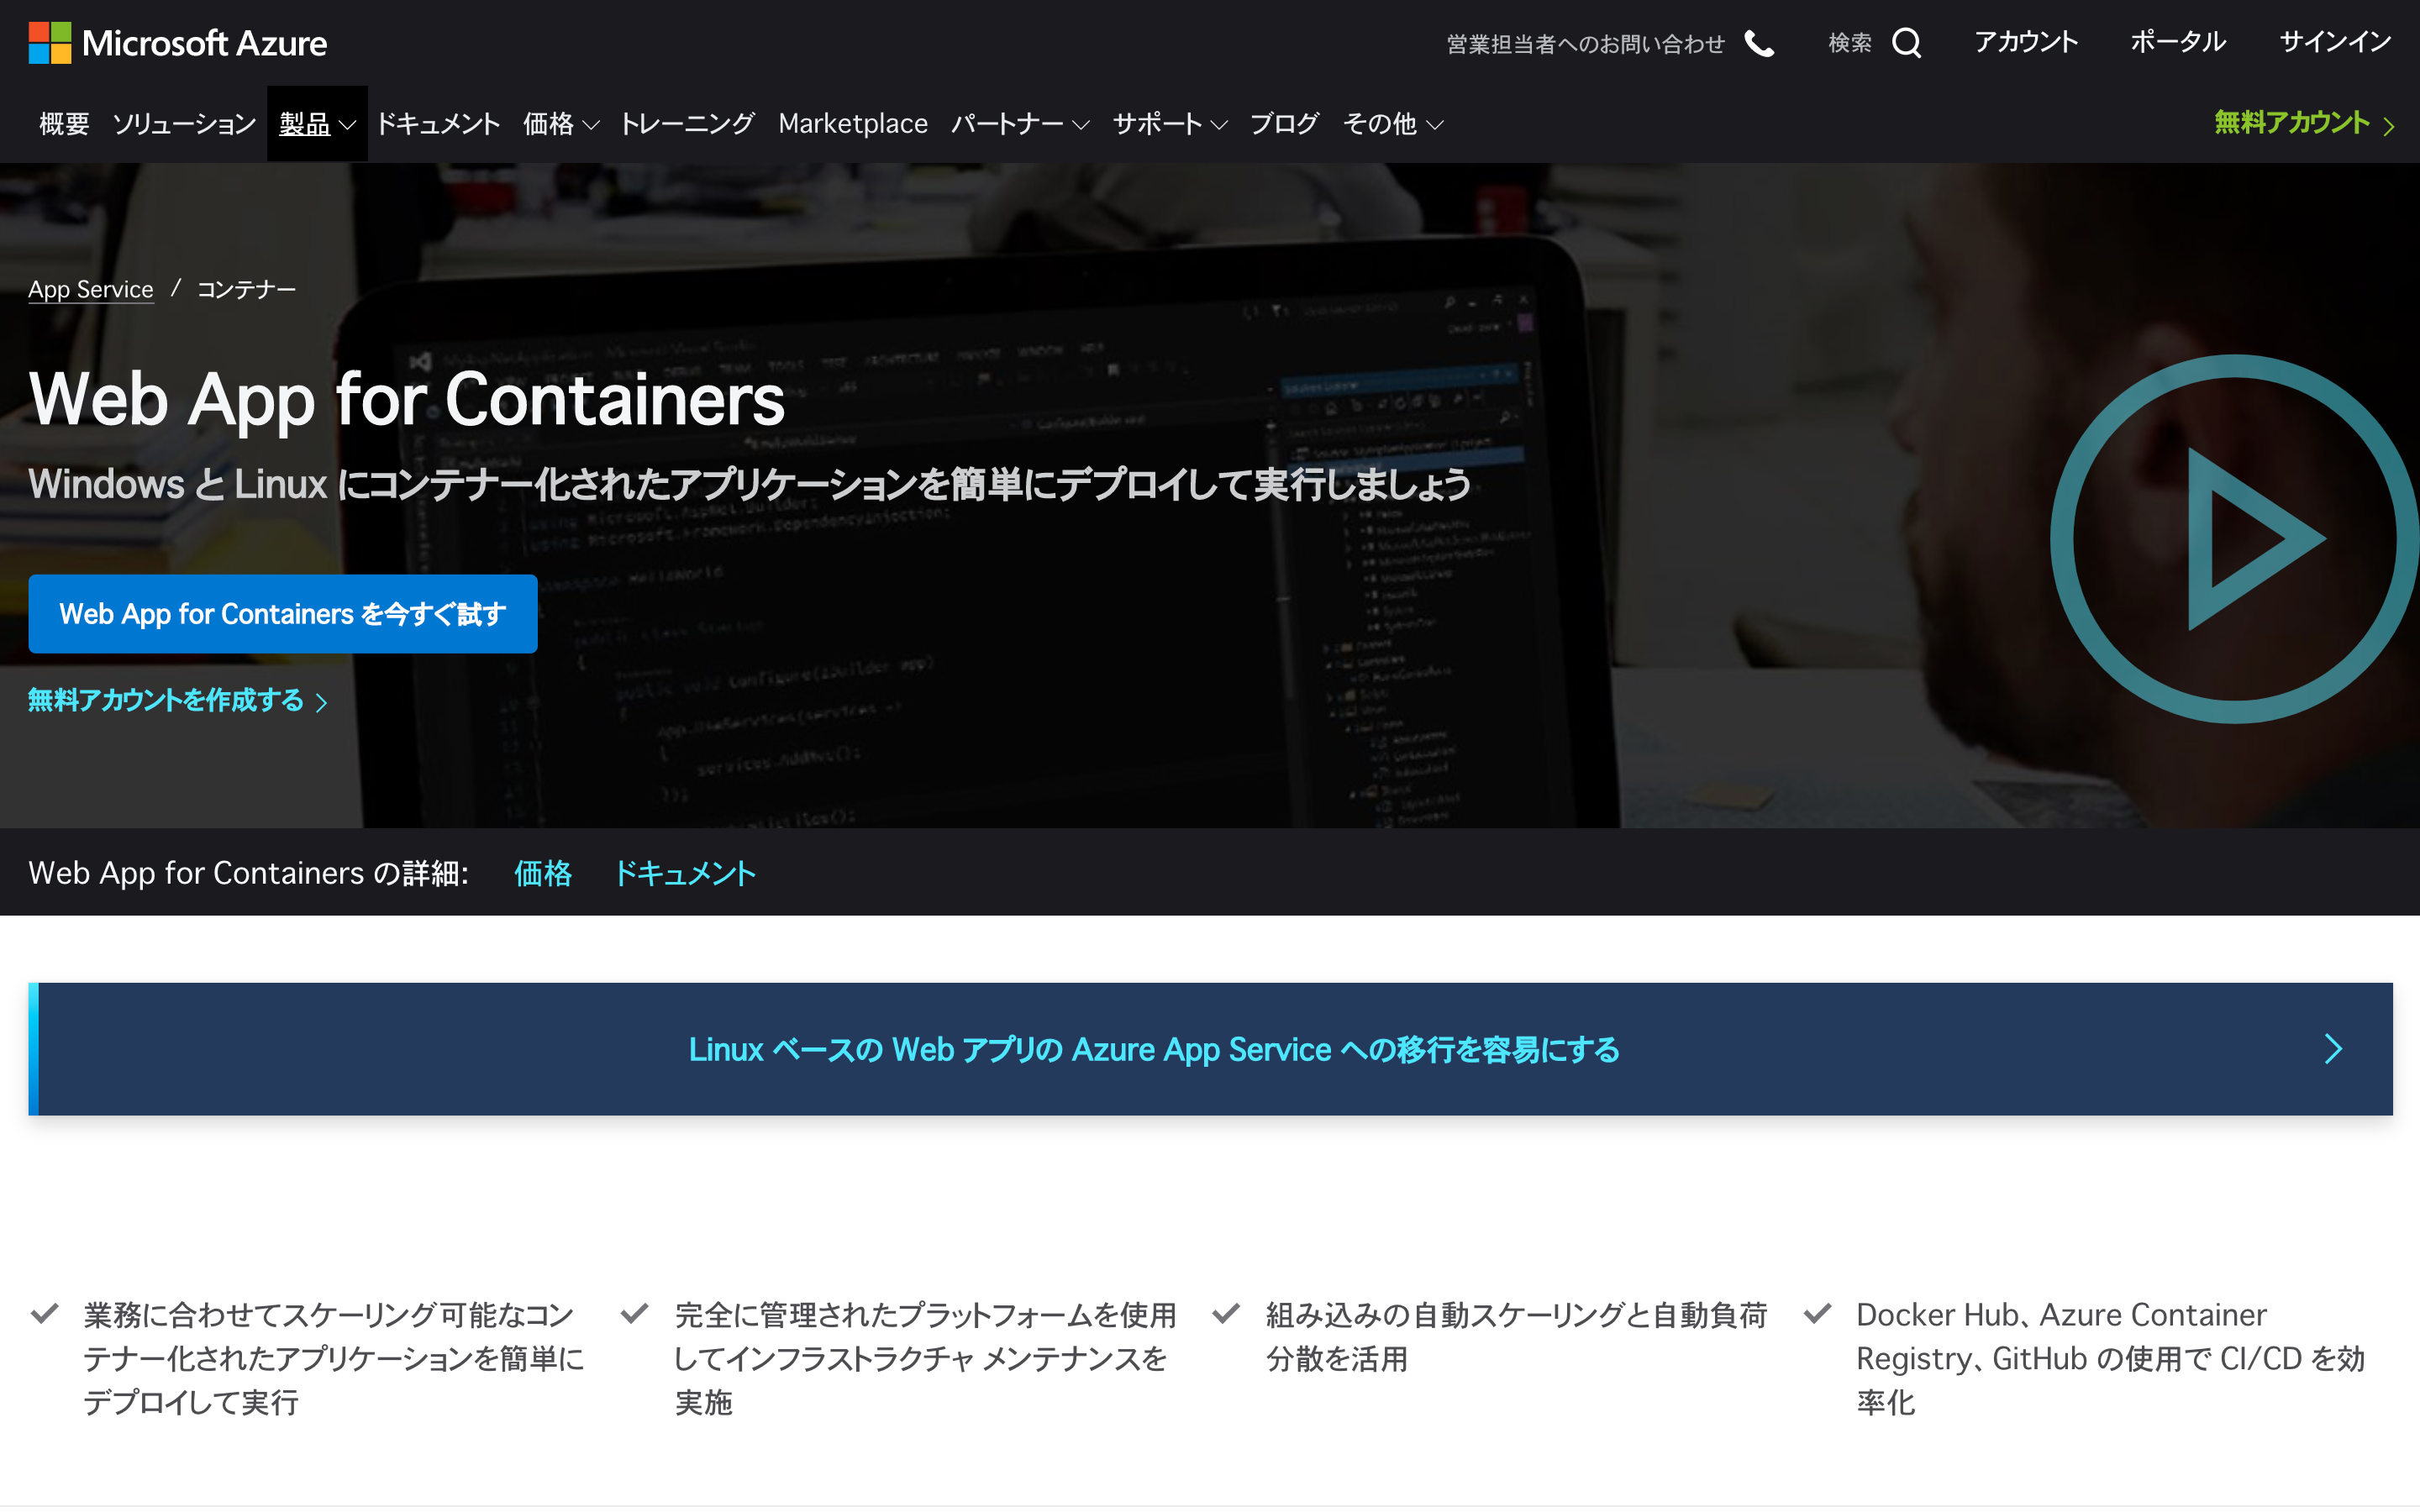 Microsoft Azure
営業担当者へのお問い合わせ
検索
アカウント
ポータル
サインイン
概要
ソリューション
製品
ドキュメント
価格
トレーニング
Marketplace
パートナー
サポート
ブログ
その他
無料アカウント
App Service / コンテナー
Web App for Containers
Windows と Linux にコンテナー化されたアプリケーションを簡単にデプロイして実行しましょう
Web App for Containers を今すぐ試す
無料アカウントを作成する
Web App for Containers の詳細:
価格
ドキュメント
Linux ベースの Web アプリの Azure App Service への移行を容易にする
業務に合わせてスケーリング可能なコン
テナー化されたアプリケーションを簡単に
デプロイして実行
完全に管理されたプラットフォームを使用
してインフラストラクチャ メンテナンスを
実施
組み込みの自動スケーリングと自動負荷
分散を活用
Docker Hub、Azure Container
Registry、GitHub の使用で CI/CD を効
率化